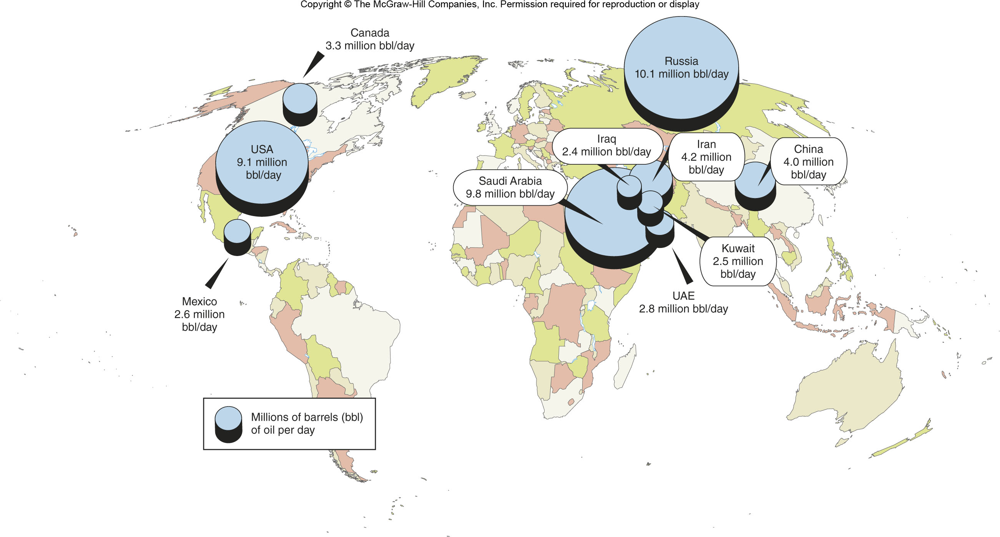 Copyright © The McGraw-Hill Companies, Inc. Permission required for reproduction or display
Canada
3.3 million bbl/day
Russia
10.1 million bbl/day
USA
9.1 million
bbl/day
Iraq
2.4 million bbl/day
Iran
4.2 million
bbl/day
China
4.0 million
bbl/day
Saudi Arabia
9.8 million bbl/day
Kuwait
2.5 million
bbl/day
UAE
2.8 million bbl/day
Mexico
2.6 million
bbl/day
Millions of barrels (bbl)
of oil per day